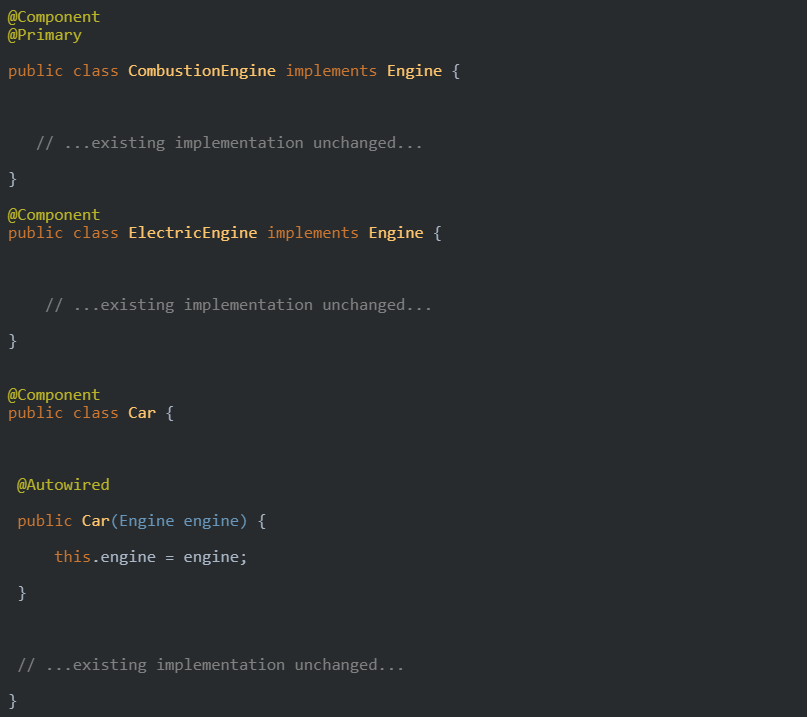 @Component
@Primary
public class CombustionEngine implements Engine {
// ...existing implementation unchanged...
}
@Component
public class ElectricEngine implements Engine {
// ...existing implementation unchanged...
}
@Component
public class Car {
@Autowired
public Car(Engine engine) {
this.engine = engine;
}
// ...existing implementation unchanged...
}